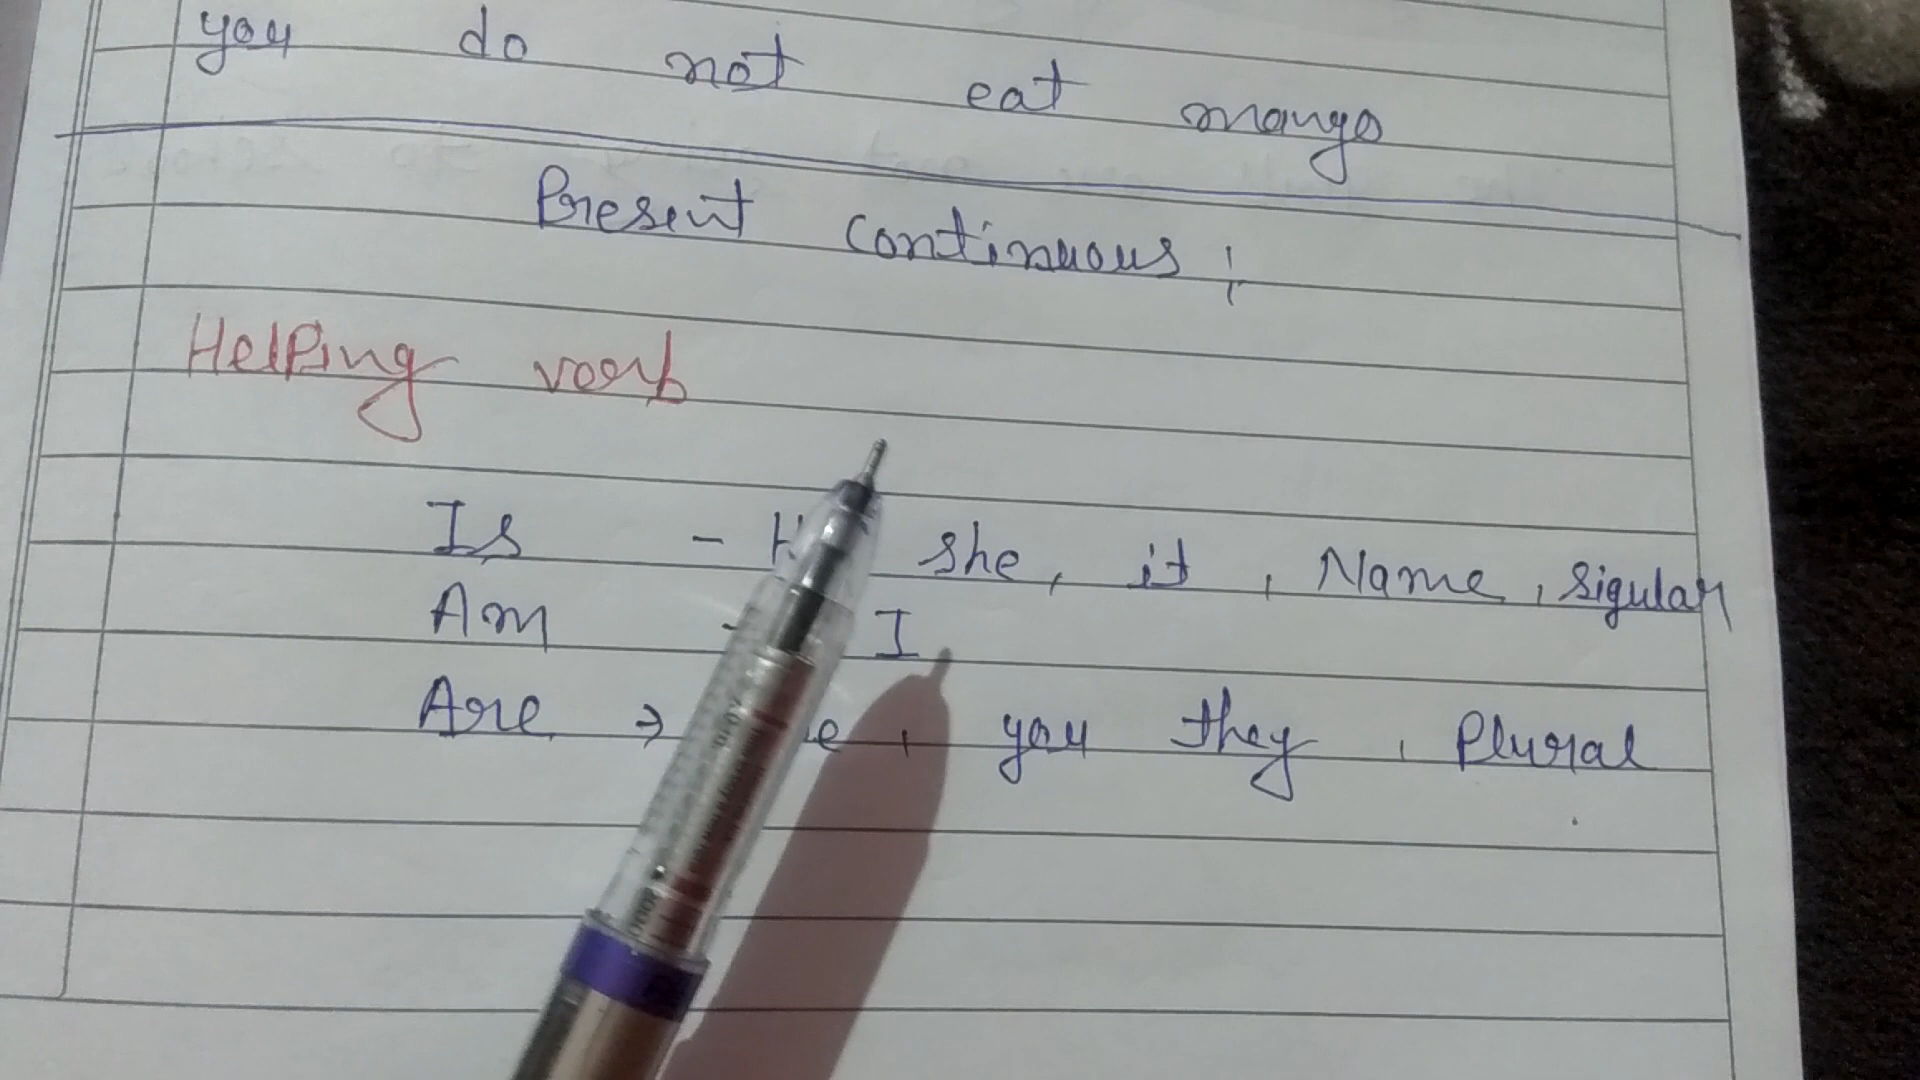 you do not eat mango
Present continuous ;
Helping verb
Is - she, it, Name, sigular
Am - I
Are → you they, Plural